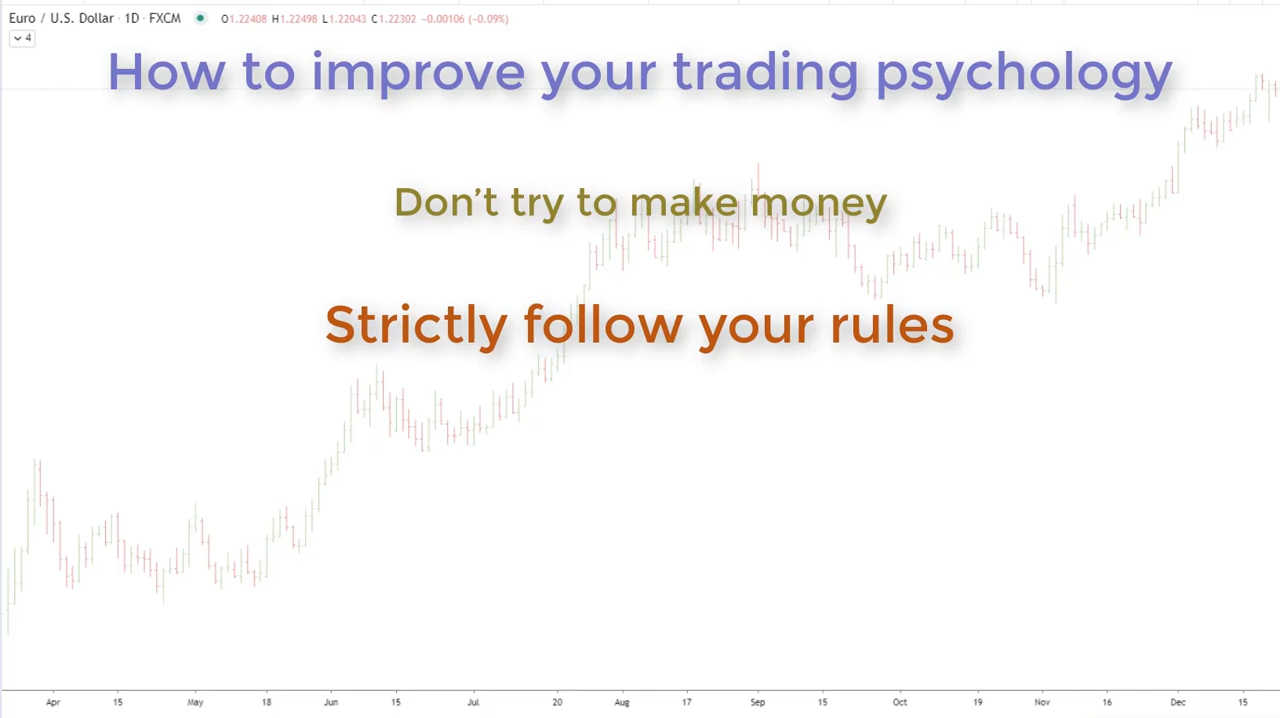 Euro / U.S. Dollar · 1D · FXCM O1.22408 H1.22498 L1.22043 C1.22302 −0.00106 (−0.09%)
4
How to improve your trading psychology
Don’t try to make money
Strictly follow your rules
Apr 15 May 18 Jun 15 Jul 20 Aug 17 Sep 15 Oct 19 Nov 16 Dec 15